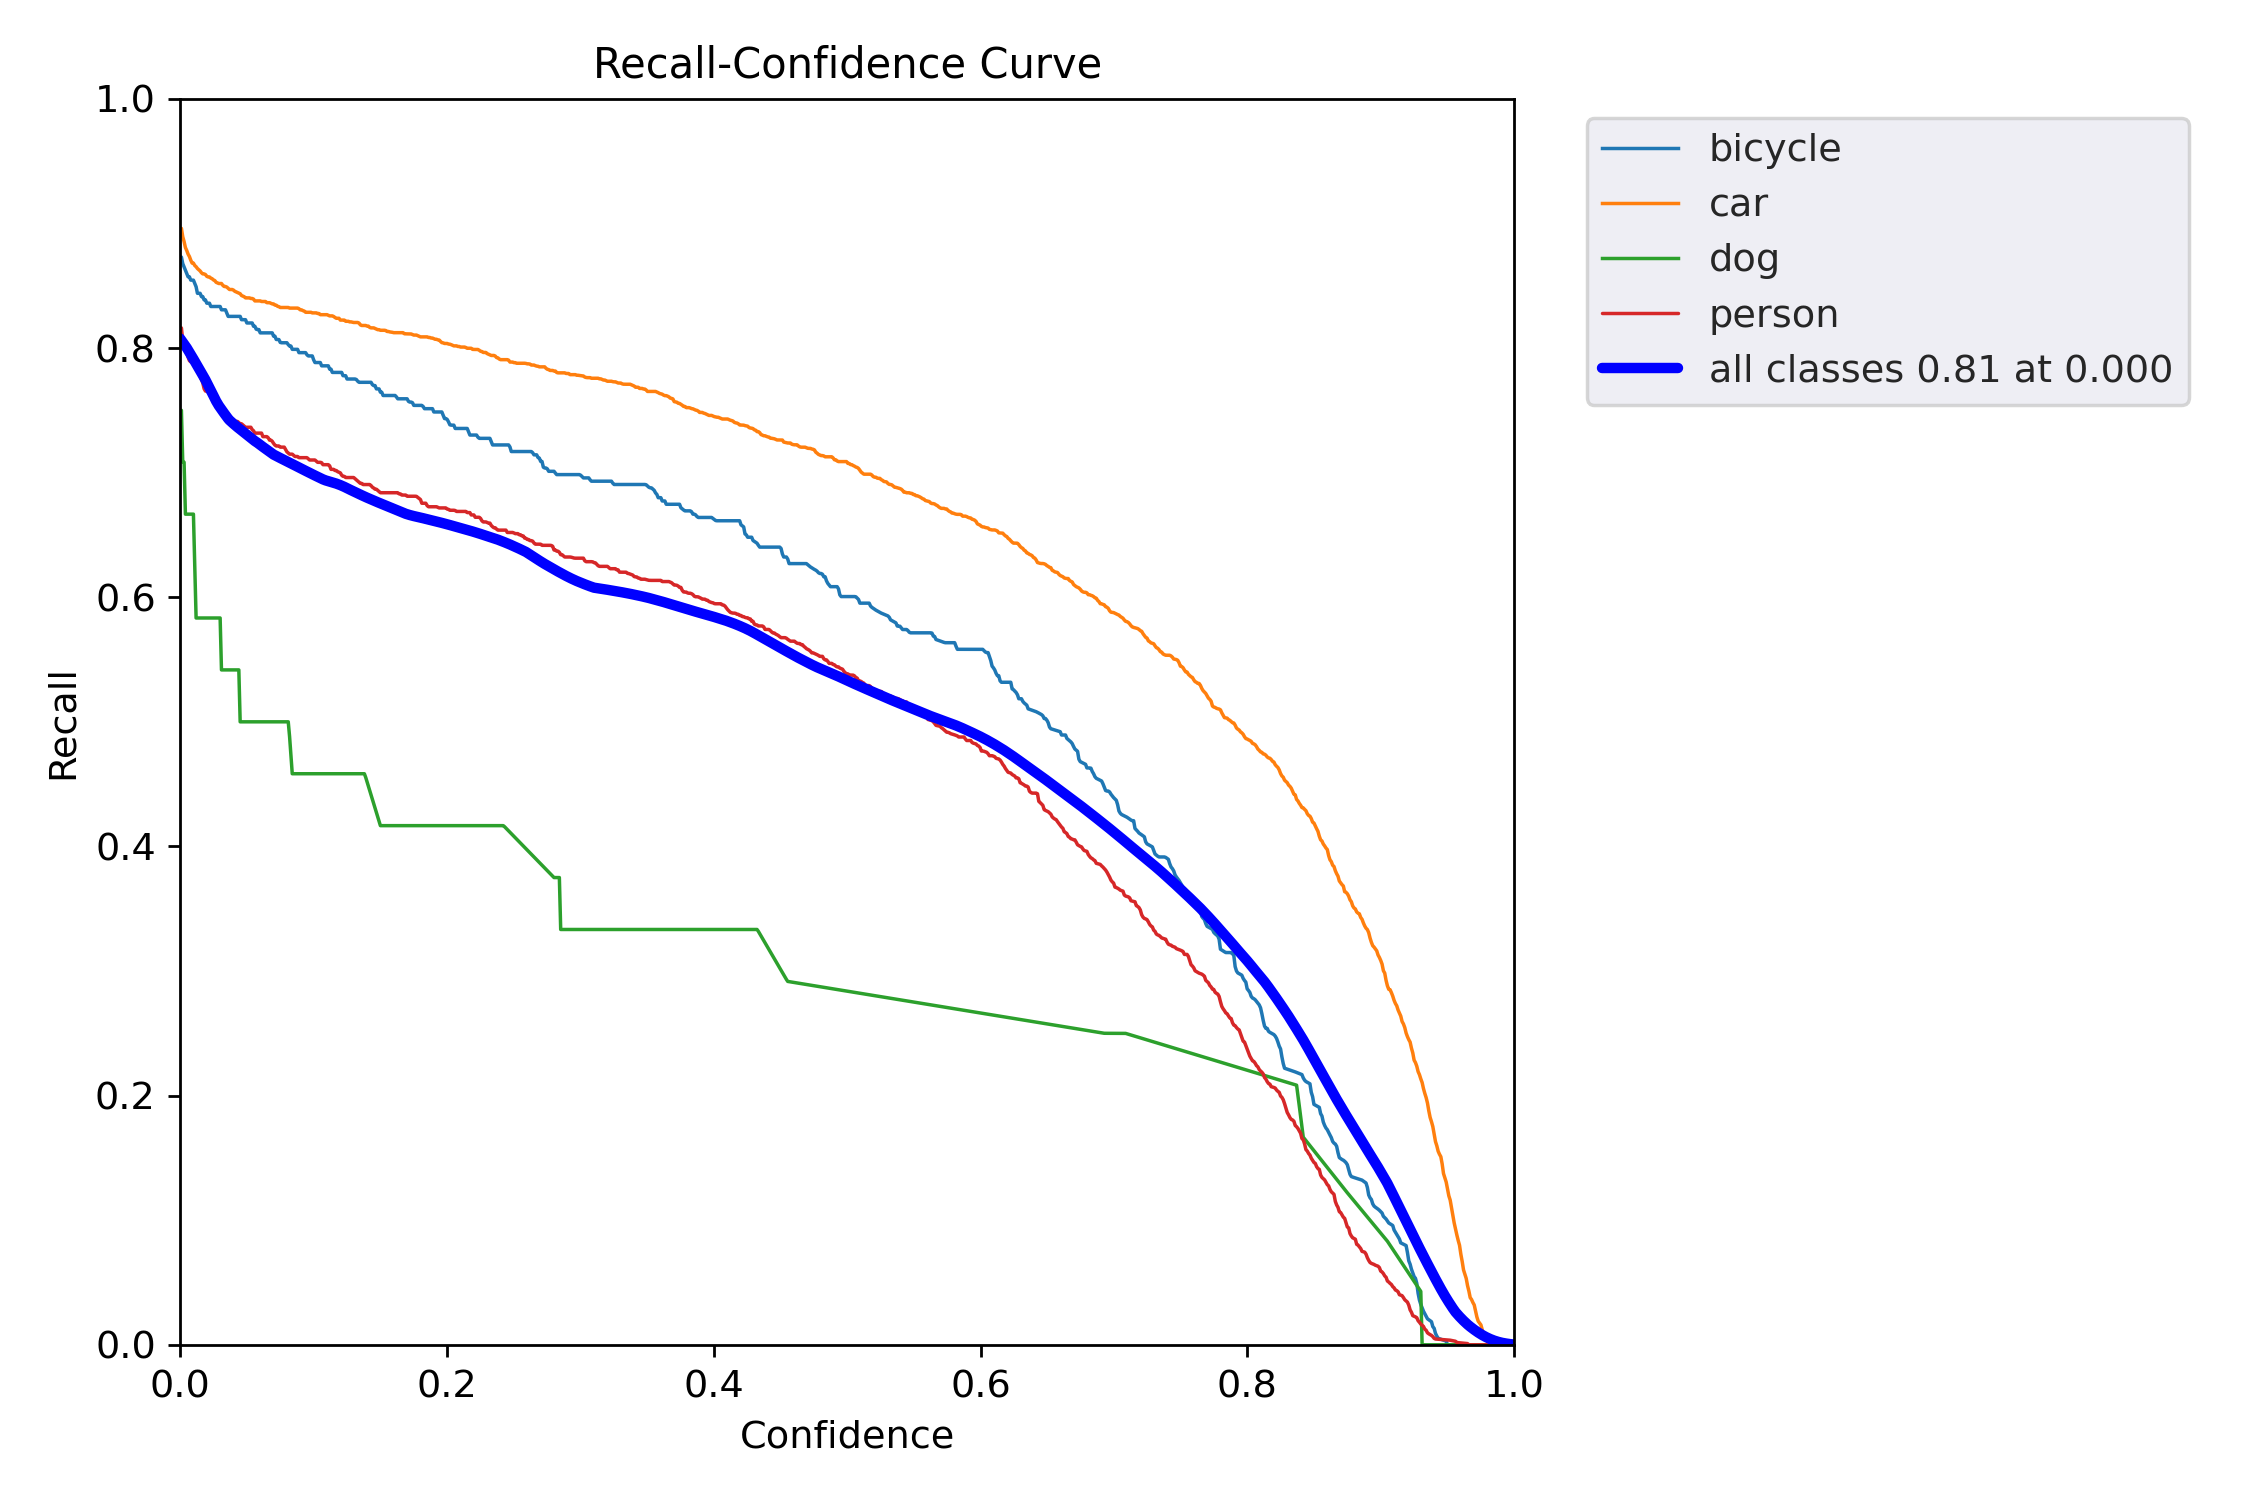 Recall-Confidence Curve
1.0
0.8
0.6
0.4
0.2
0.0
Recall
0.0 0.2 0.4 0.6 0.8 1.0
Confidence
bicycle
car
dog
person
all classes 0.81 at 0.000